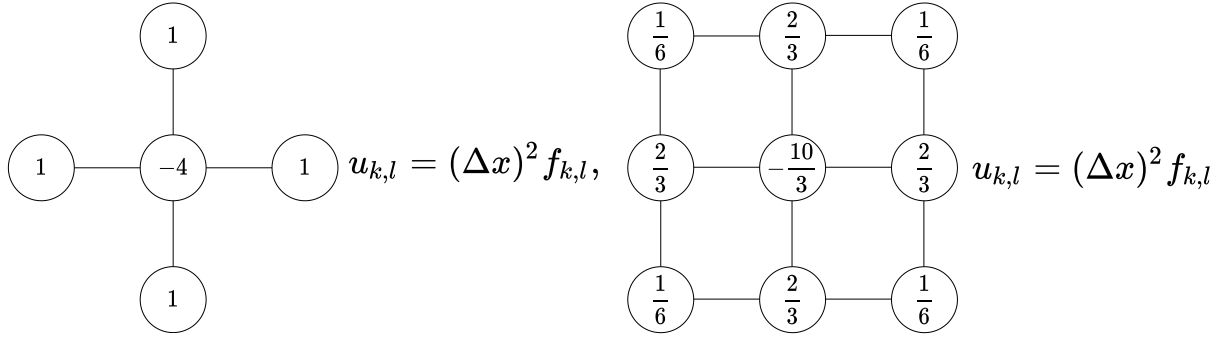 1 1/6 2/3 1/6
1 −4 1 u_{k,l} = (Δx)^2 f_{k,l}, 2/3 −10/3 2/3 u_{k,l} = (Δx)^2 f_{k,l}
1 1/6 2/3 1/6